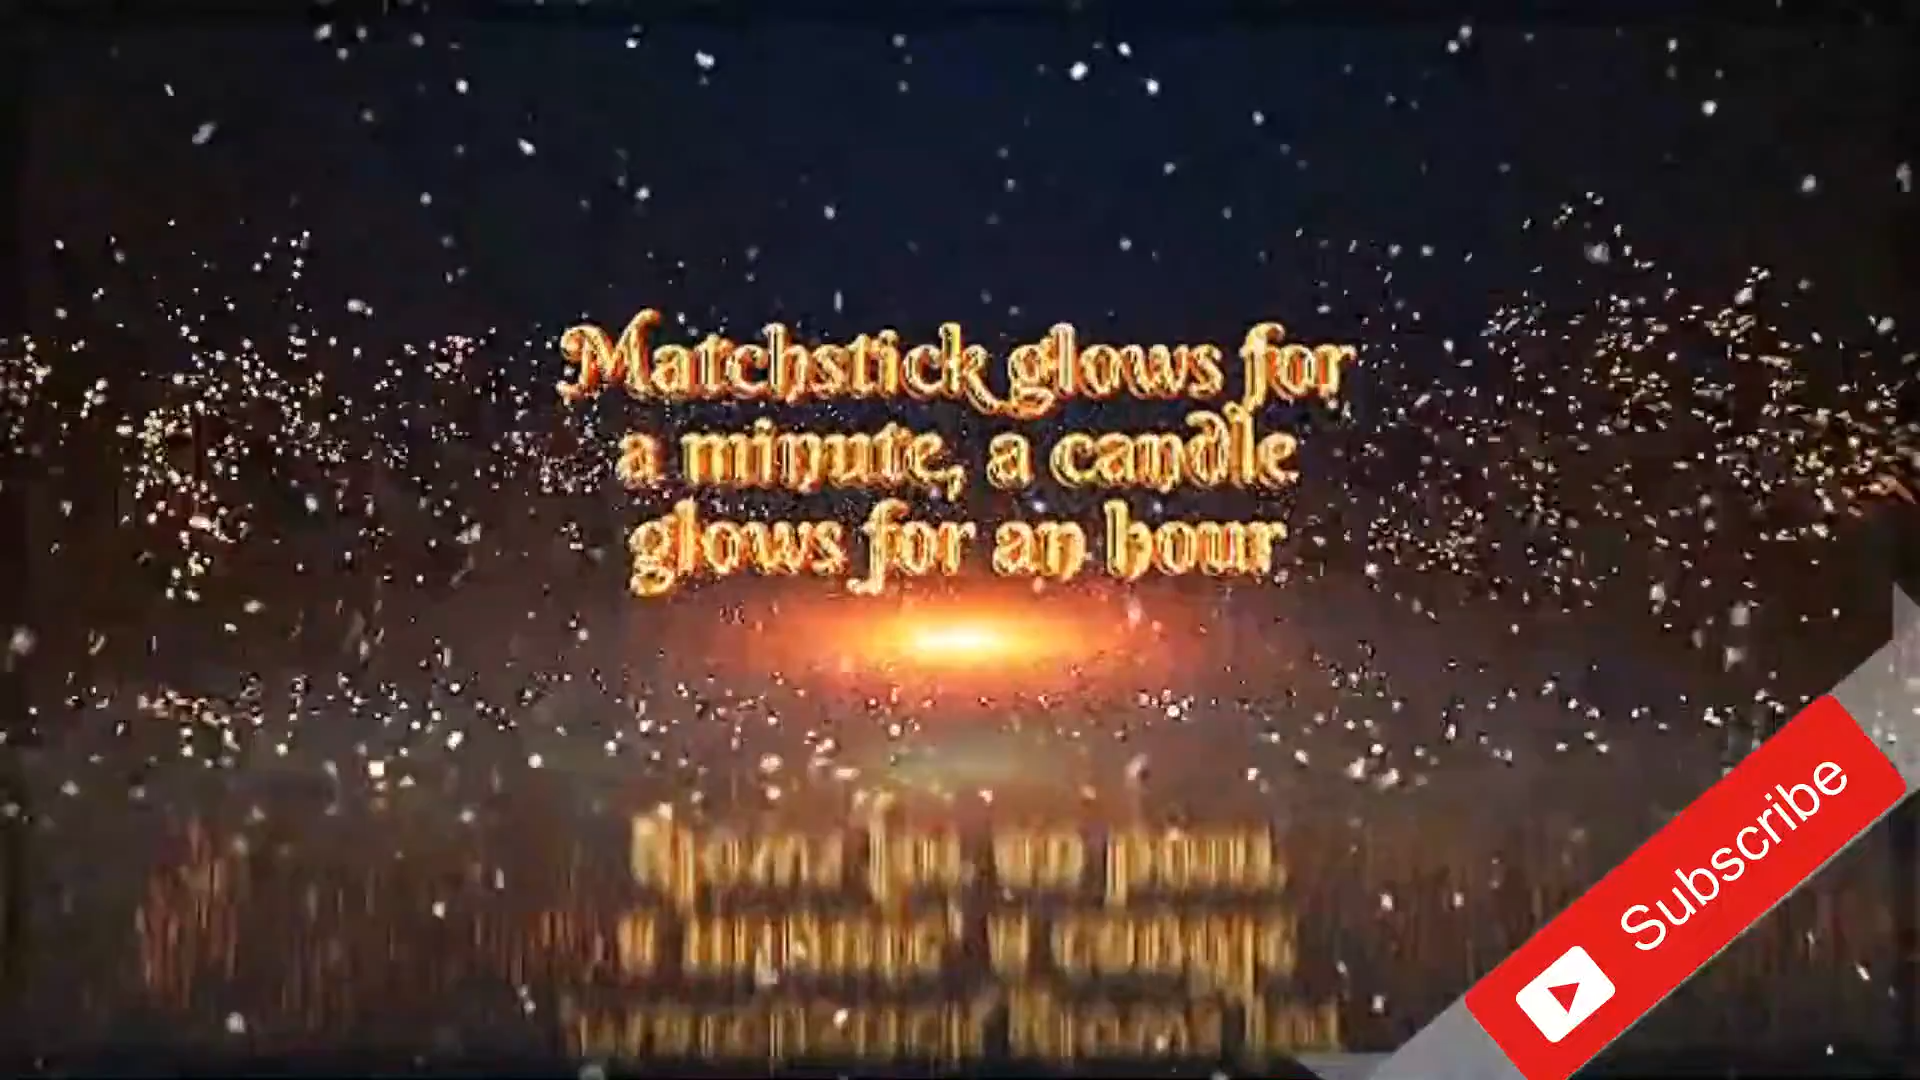 Matchstick glows for
a minute, a candle
glows for an hour
Subscribe